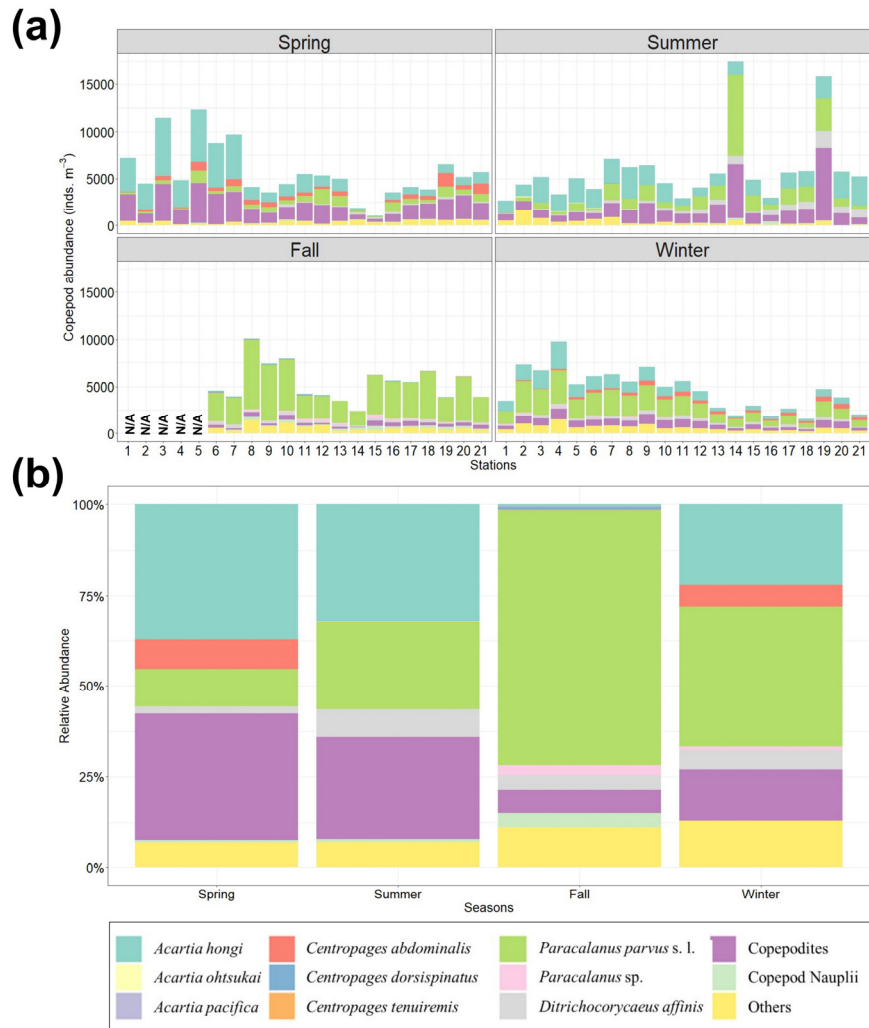 (a)
Spring Summer
15000
10000
5000
0
Fall Winter
15000
10000
5000
0
Copepod abundance (inds. m⁻³)
N/A N/A N/A N/A N/A
1 2 3 4 5 6 7 8 9 10 11 12 13 14 15 16 17 18 19 20 21 1 2 3 4 5 6 7 8 9 10 11 12 13 14 15 16 17 18 19 20 21
Stations
(b)
100%
75%
50%
25%
0%
Relative Abundance
Spring Summer Fall Winter
Seasons
Acartia hongi Centropages abdominalis Paracalanus parvus s. l. Copepodites
Acartia ohtsukai Centropages dorsispinatus Paracalanus sp. Copepod Nauplii
Acartia pacifica Centropages tenuiremis Ditrichocorycaeus affinis Others